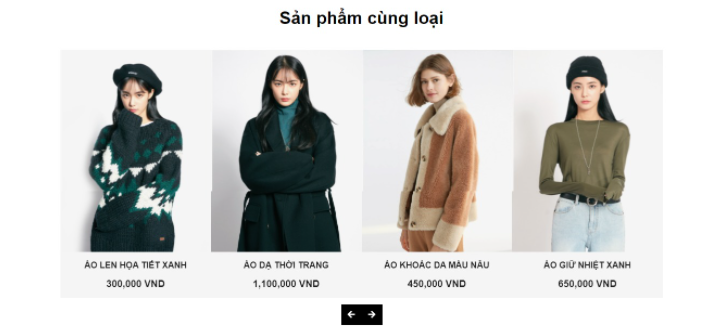 Sản phẩm cùng loại
ÁO LEN HỌA TIẾT XANH
ÁO DẠ THỜI TRANG
ÁO KHOÁC DA MÀU NÂU
ÁO GIỮ NHIỆT XANH
300,000 VND
1,100,000 VND
450,000 VND
650,000 VND